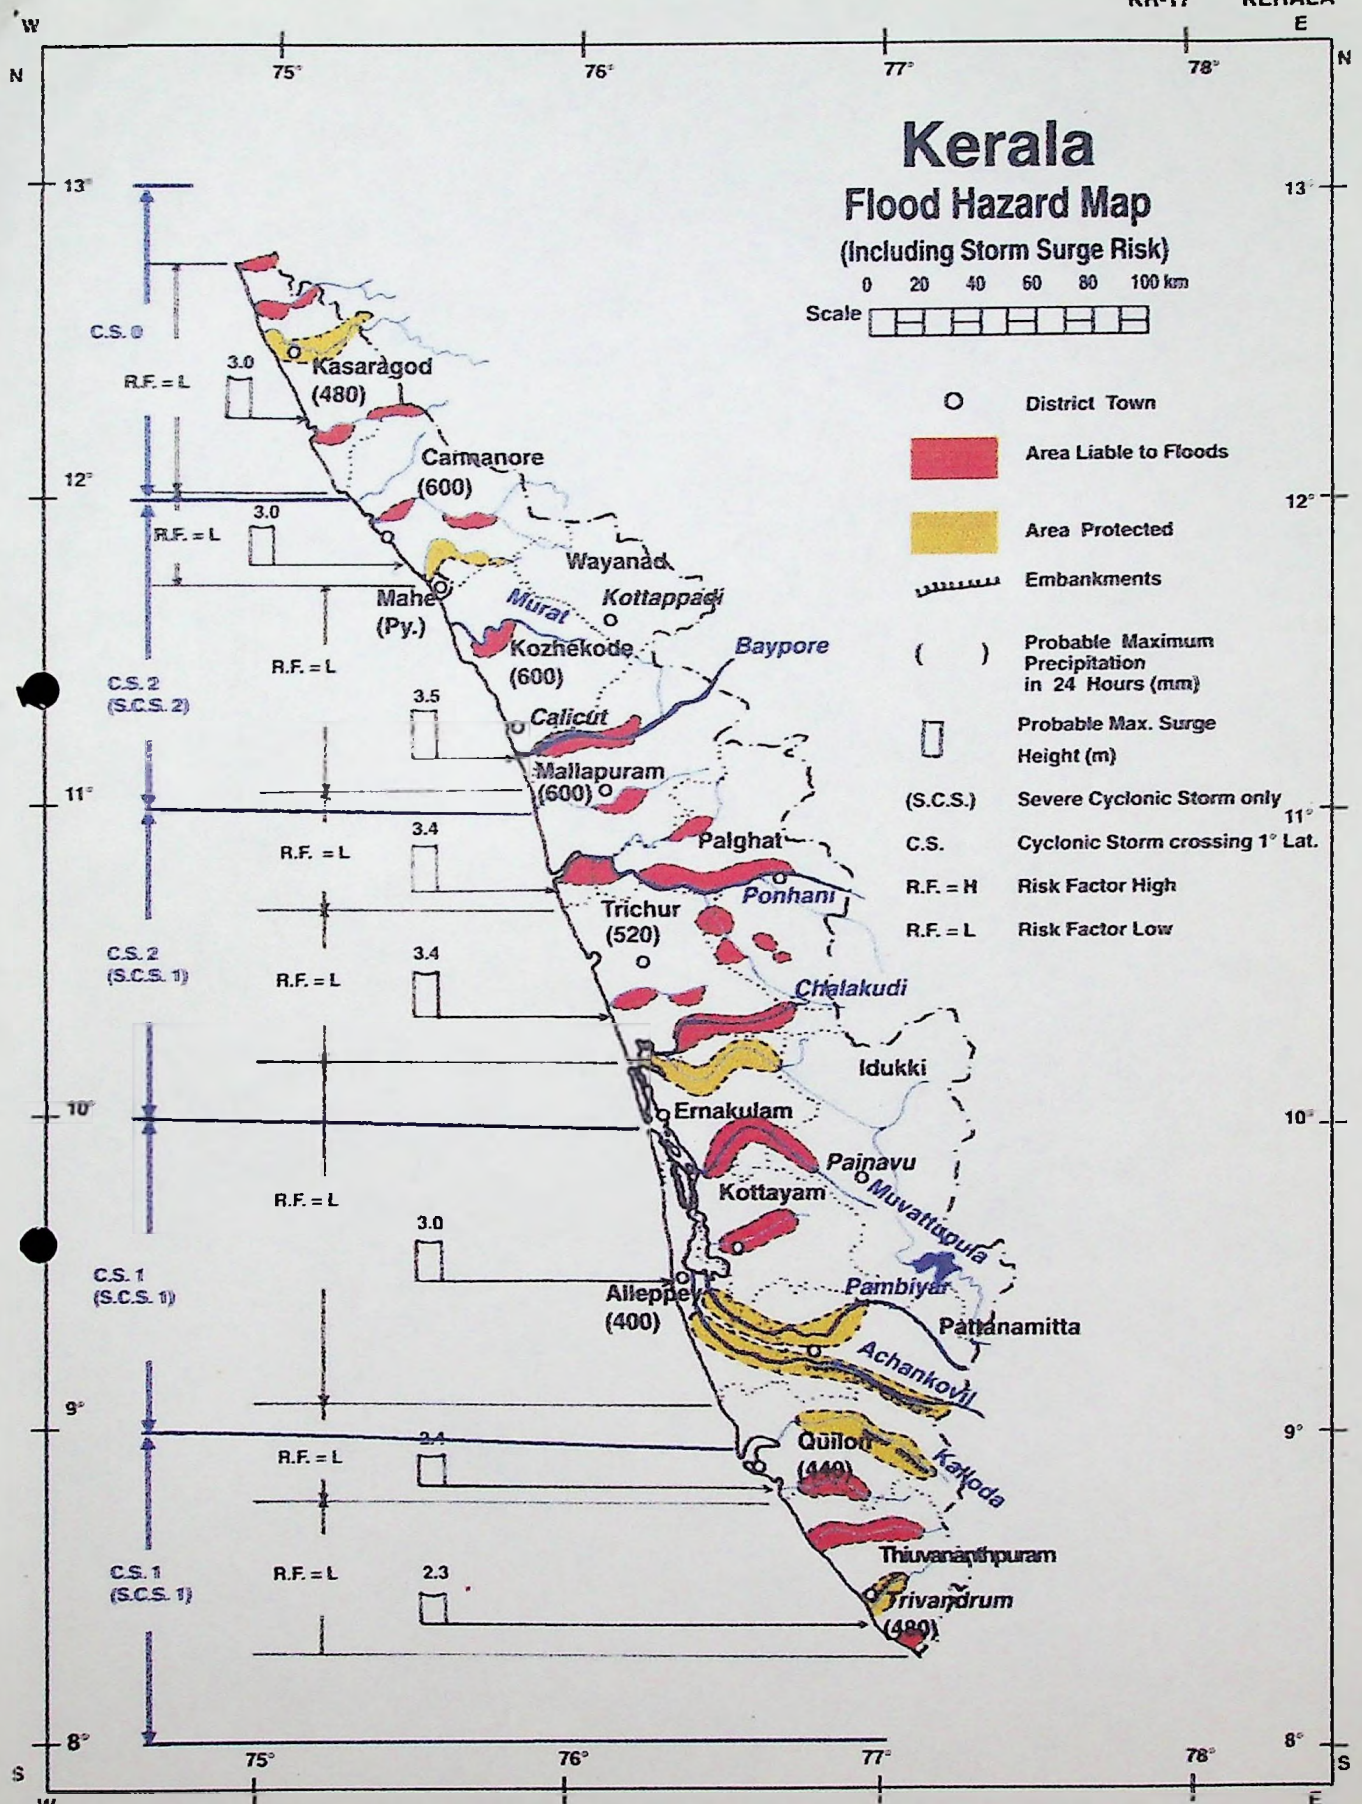 KERALA
W
E
N
N
75°
76°
77°
78°
Kerala
Flood Hazard Map
(Including Storm Surge Risk)
0 20 40 60 80 100 km
Scale
13°
13°
C.S. 0
R.F. = L
3.0
Kasaragod
(480)
District Town
Area Liable to Floods
Area Protected
Embankments
( ) Probable Maximum
Precipitation
in 24 Hours (mm)
Probable Max. Surge
Height (m)
(S.C.S.) Severe Cyclonic Storm only
C.S. Cyclonic Storm crossing 1° Lat.
R.F. = H Risk Factor High
R.F. = L Risk Factor Low
12°
12°
Cannanore
(600)
3.0
R.F. = L
Wayanad
Kottappadi
Mahe
(Py.)
Murat
Kozhekode
(600)
Baypore
R.F. = L
C.S. 2
(S.C.S. 2)
3.5
Calicut
Mallapuram
(600)
11°
11°
3.4
R.F. = L
Palghat
Ponhani
Trichur
(520)
C.S. 2
(S.C.S. 1)
3.4
R.F. = L
Chalakudi
Idukki
10°
10°
Ernakulam
Painavu
Muvattupula
Kottayam
R.F. = L
3.0
C.S. 1
(S.C.S. 1)
Alleppey
(400)
Pambiyar
Pattanamitta
Achankovil
9°
9°
R.F. = L
Quilon
(440)
Kalloda
Thiuvananthpuram
C.S. 1
(S.C.S. 1)
R.F. = L
2.3
Trivandrum
(480)
8°
8°
75°
76°
77°
78°
S
S
W
E